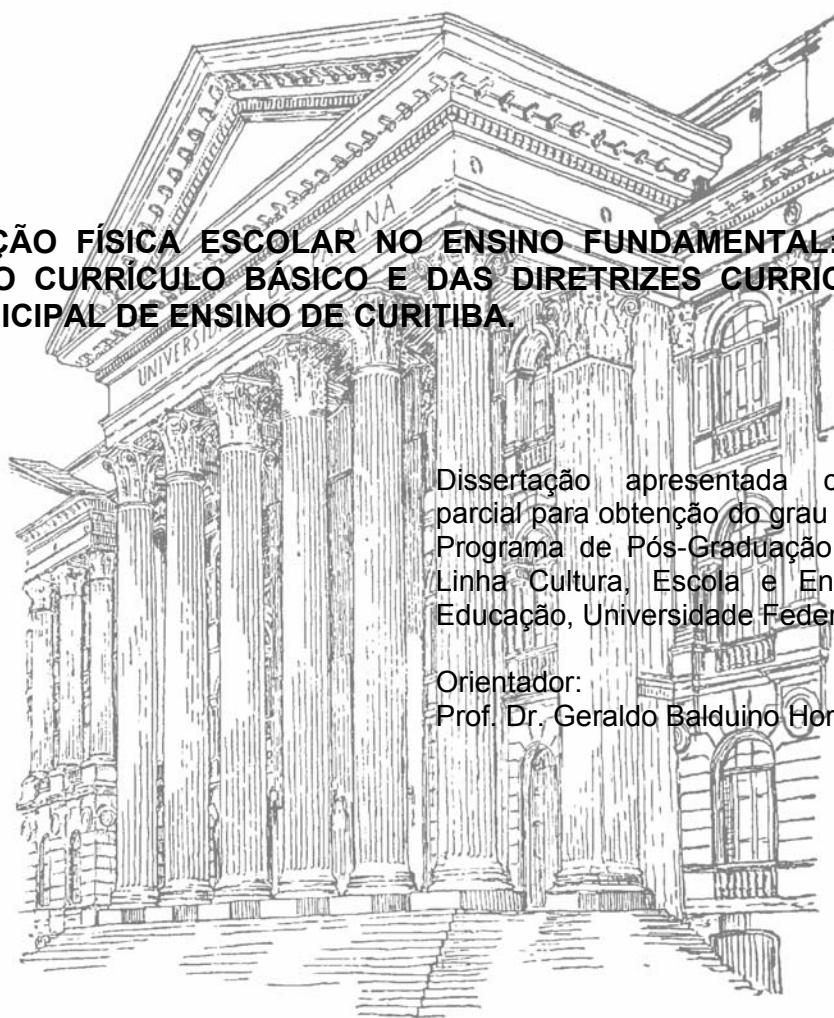 ÇÃO FÍSICA ESCOLAR NO ENSINO FUNDAMENTAL:
O CURRÍCULO BÁSICO E DAS DIRETRIZES CURRIC
ICIPAL DE ENSINO DE CURITIBA.
UNIVERSI
ANÁ
Dissertação apresentada c
parcial para obtenção do grau
Programa de Pós-Graduação
Linha Cultura, Escola e En
Educação, Universidade Feder
Orientador:
Prof. Dr. Geraldo Balduino Hor